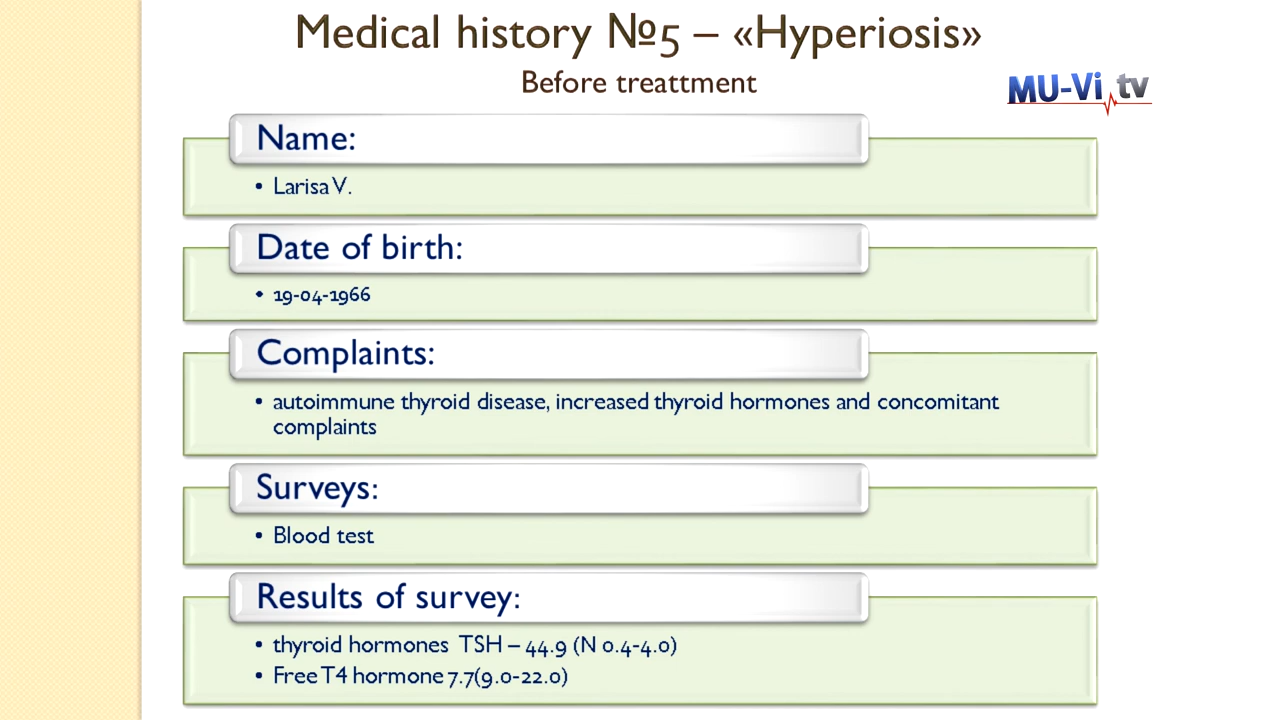 Medical history №5 – «Hyperiosis»
Before treattment
MU-Vi tv
Name:
• Larisa V.
Date of birth:
• 19-04-1966
Complaints:
• autoimmune thyroid disease, increased thyroid hormones and concomitant
complaints
Surveys:
• Blood test
Results of survey:
• thyroid hormones TSH – 44.9 (N 0.4-4.0)
• Free T4 hormone 7.7(9.0-22.0)